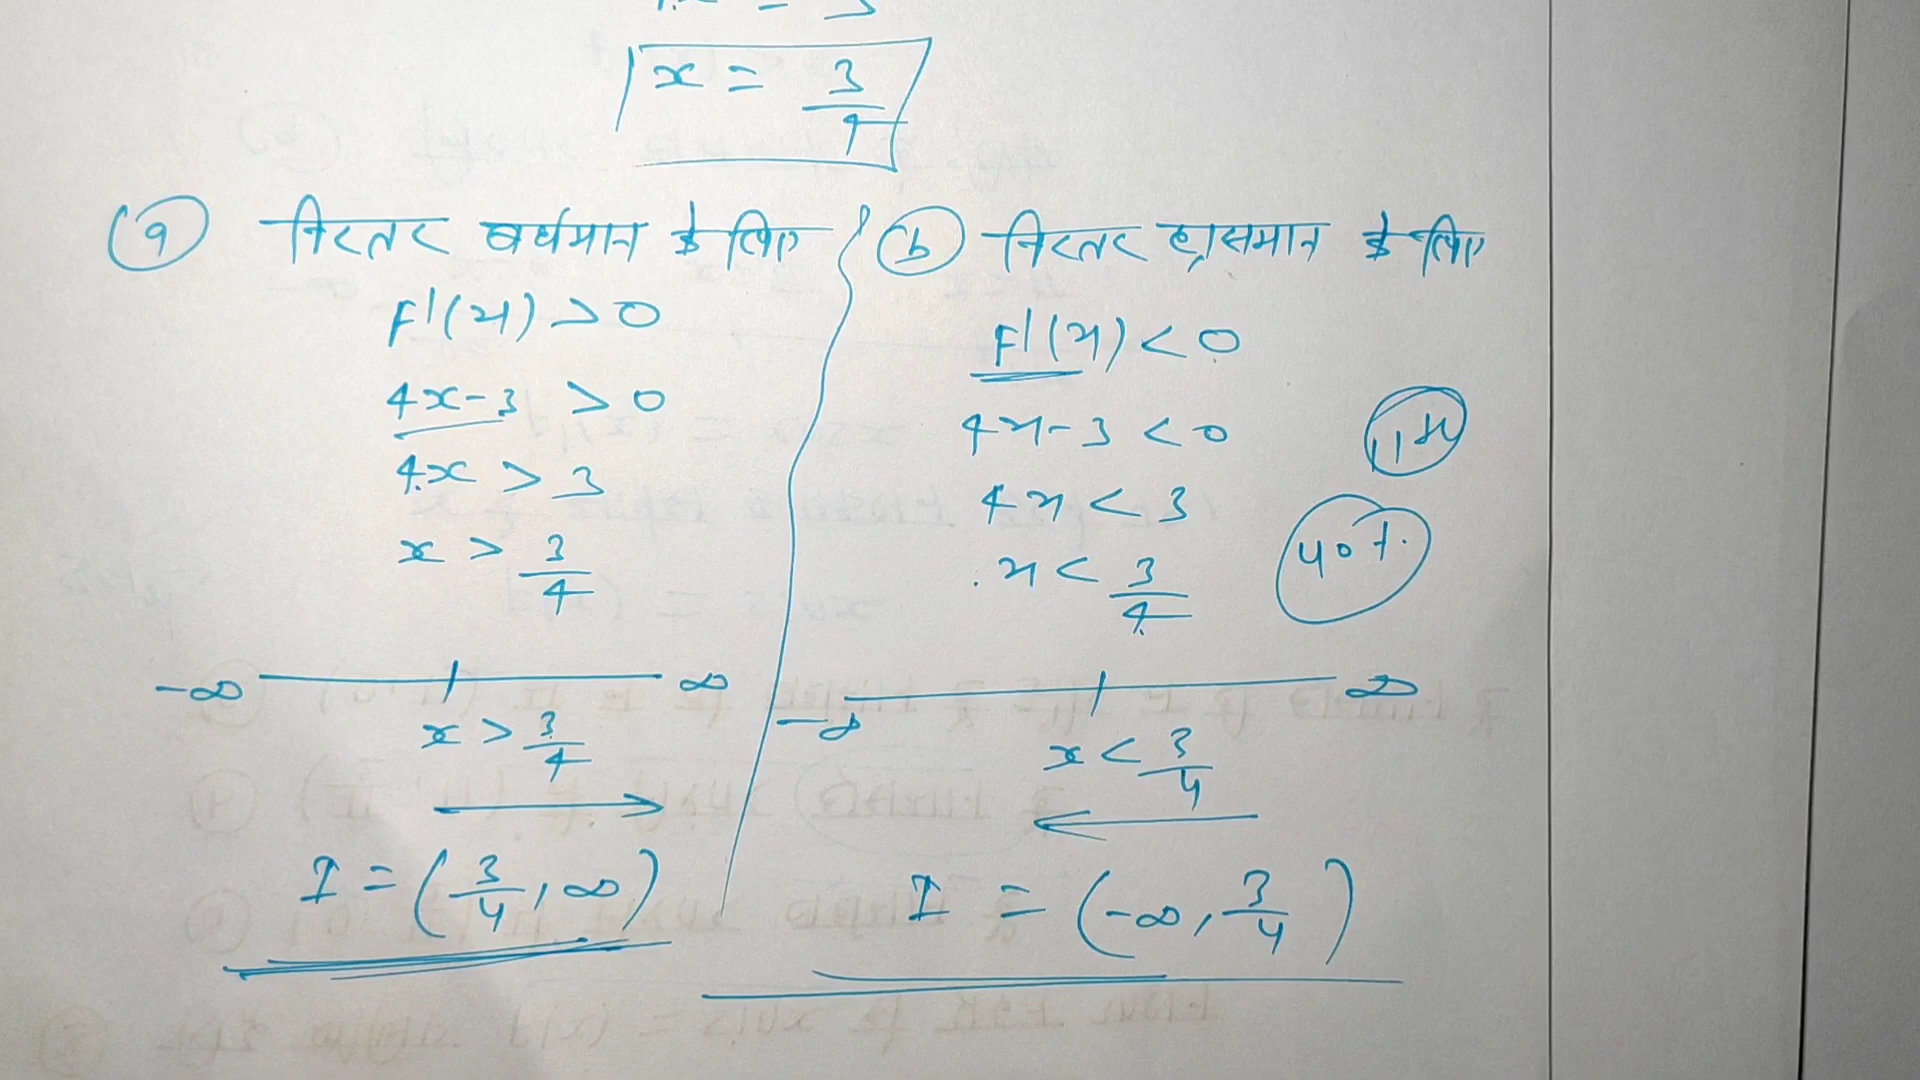 x = 3/4
(a) निरंतर वर्धमान के लिए
F'(x) > 0
4x-3 > 0
4x > 3
x > 3/4
-∞ ∞
x > 3/4
I = (3/4, ∞)
(b) निरंतर ह्रासमान के लिए
F'(x) < 0
4x-3 < 0
4x < 3
x < 3/4
-∞ ∞
x < 3/4
I = (-∞, 3/4)
11th
40%